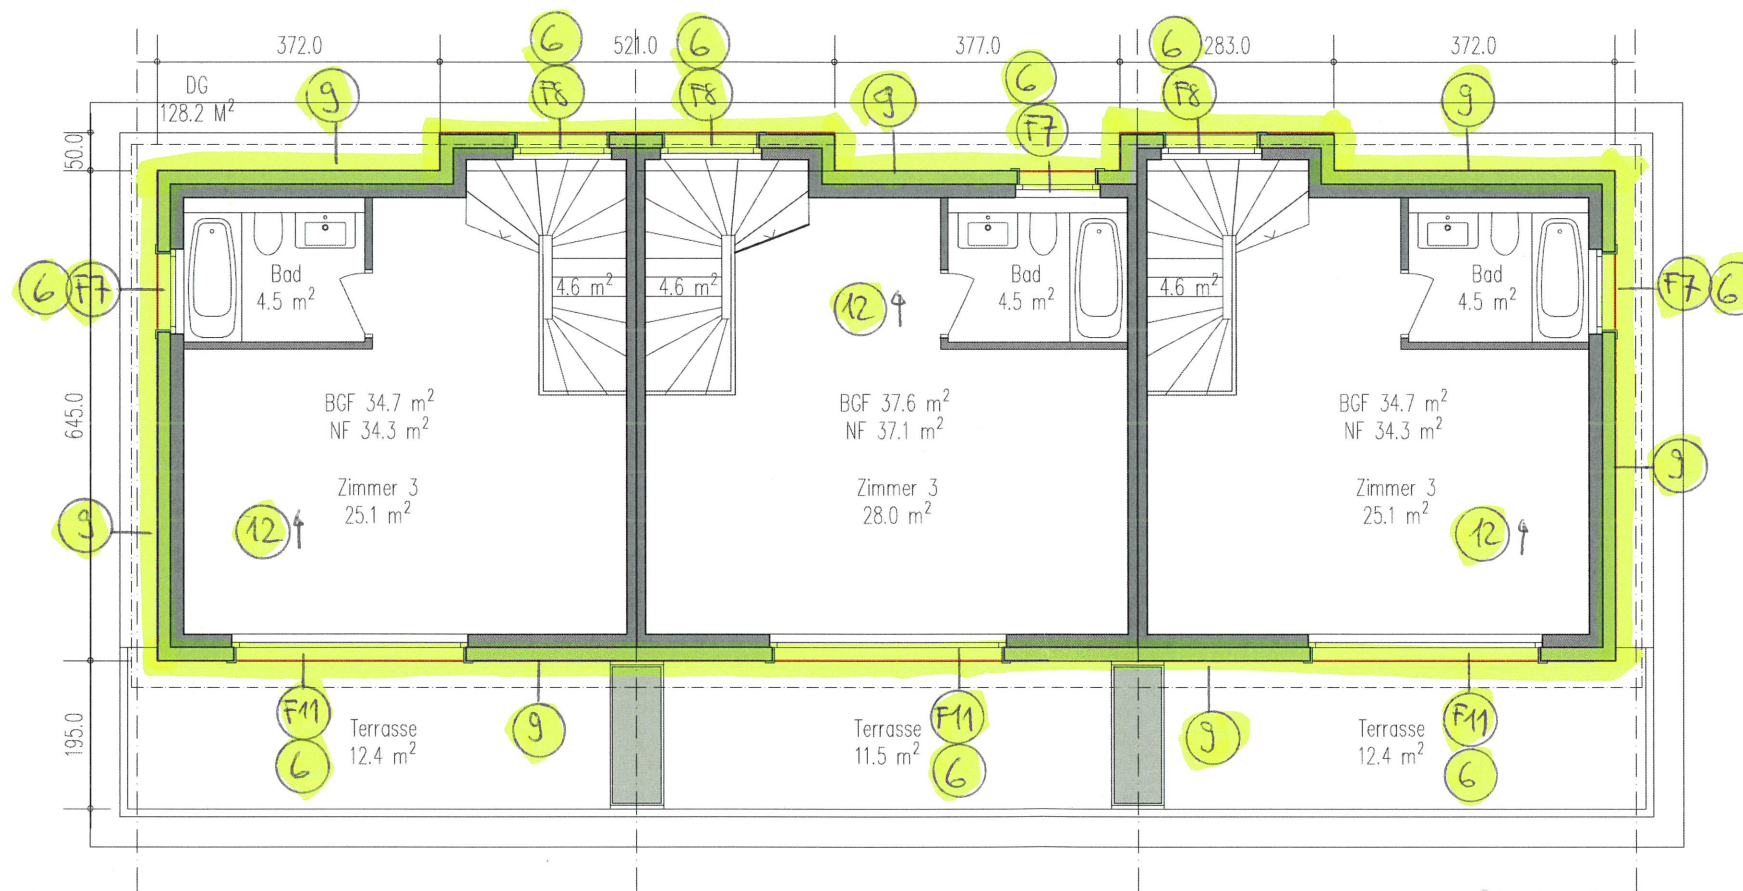 372.0
6
521.0
6
377.0
6
283.0
372.0
DG
128.2 M²
9
F8
F8
9
6
F8
9
F7
50.0
6
F7
Bad
4.5 m²
4.6 m²
4.6 m²
12
Bad
4.5 m²
4.6 m²
Bad
4.5 m²
F7
6
645.0
BGF 34.7 m²
NF 34.3 m²
BGF 37.6 m²
NF 37.1 m²
BGF 34.7 m²
NF 34.3 m²
9
Zimmer 3
25.1 m²
Zimmer 3
28.0 m²
Zimmer 3
25.1 m²
9
12
12
195.0
F11
6
Terrasse
12.4 m²
9
Terrasse
11.5 m²
F11
6
9
Terrasse
12.4 m²
F11
6